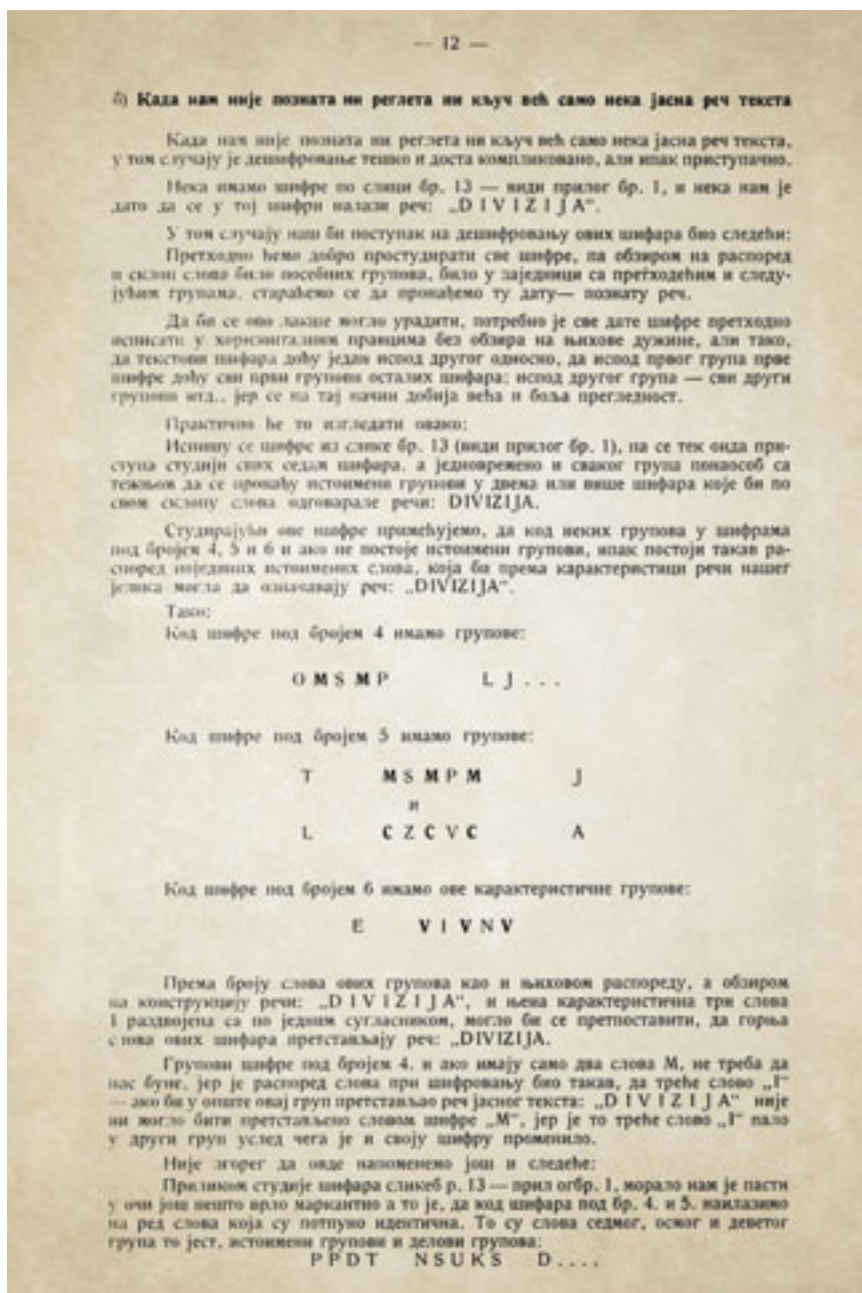 — 12 —
б) Када нам није позната ни реглета ни кључ већ само нека јасна реч текста
Када нам није позната ни реглета ни кључ већ само нека јасна реч текста,
у том случају је дешифровање тешко и доста компликовано, али ипак приступачно.
Нека имамо шифре по слици бр. 13 — види прилог бр. 1, и нека нам је
дато да се у тој шифри налази реч: „D I V I Z I J A“.
У том случају наш би поступак на дешифровању ових шифара био следећи:
Претходно ћемо добро простудирати све шифре, па обзиром на распоред
и склоп слова било посебних групова, било у заједници са претходећим и следу-
јућим групама, стараћемо се да пронађемо ту дату— познату реч.
Да би се ово лакше могло урадити, потребно је све дате шифре претходно
исписати у хоризонталним правцима без обзира на њихове дужине, али тако,
да текстови шифара дођу један испод другог односно, да испод првог група прве
шифре дођу сви први групови осталих шифара; испод другог група — сви други
групови итд., јер се на тај начин добија већа и боља прегледност.
Практично ће то изгледати овако:
Испишу се шифре из слике бр. 13 (види прилог бр. 1), па се тек онда при-
ступа студији свих седам шифара, а једновремено и сваког група понаособ са
тежњом да се пронађу истоимени групови у двема или више шифара које би по
свом склопу слова одговарале речи: DIVIZIJA.
Студирајући ове шифре примећујемо, да код неких групова у шифрама
под бројем 4, 5 и 6 и ако не постоје истоимени групови, ипак постоји такав ра-
според појединих истоимених слова, која би према карактеристици речи нашег
језика могла да означавају реч: „DIVIZIJA“.
Тако:
Код шифре под бројем 4 имамо групове:
O M S M P L J . . .
Код шифре под бројем 5 имамо групове:
T M S M P M J
и
L C Z C V C A
Код шифре под бројем 6 имамо ове карактеристичне групове:
E V I V N V
Према броју слова ових групова као и њиховом распореду, а обзиром
на конструкцију речи: „D I V I Z I J A“, и њена карактеристична три слова
I раздвојена са по једним сугласником, могло би се претпоставити, да горња
слова ових шифара претстављају реч: „DIVIZIJA.
Групови шифре под бројем 4. и ако имају само два слова M, не треба да
нас буне, јер је распоред слова при шифровању био такав, да треће слово „I“
— ако би у опште овај груп претстављао реч јасног текста: „D I V I Z I J A“ није
ни могло бити претстављено словом шифре „M“, јер је то треће слово „I“ пало
у други груп услед чега је и своју шифру променило.
Није згорег да овде напоменемо још и следеће:
Приликом студије шифара сликеб р. 13 — прил огбр. 1, морало нам је пасти
у очи још нешто врло маркантно а то је, да код шифара под бр. 4. и 5. наилазимо
на ред слова која су потпуно идентична. То су слова седмог, осмог и деветог
група то јест, истоимени групови и делови групова:
P P D T N S U K S D . . . .